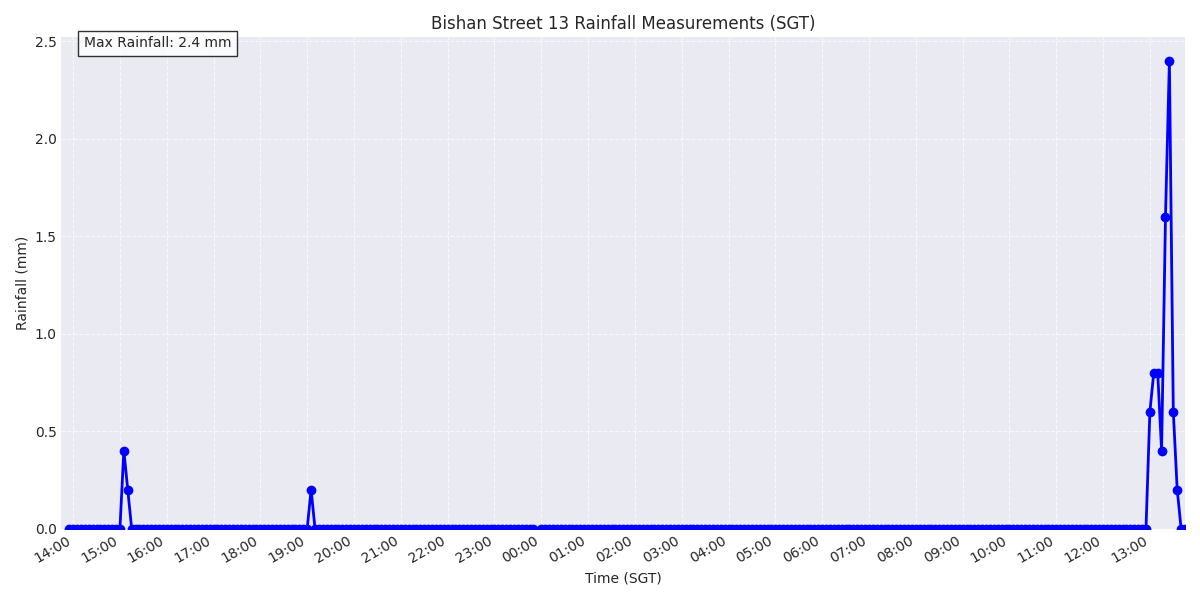 Bishan Street 13 Rainfall Measurements (SGT)
Max Rainfall: 2.4 mm
2.5
2.0
1.5
1.0
0.5
0.0
Rainfall (mm)
14:00 15:00 16:00 17:00 18:00 19:00 20:00 21:00 22:00 23:00 00:00 01:00 02:00 03:00 04:00 05:00 06:00 07:00 08:00 09:00 10:00 11:00 12:00 13:00
Time (SGT)